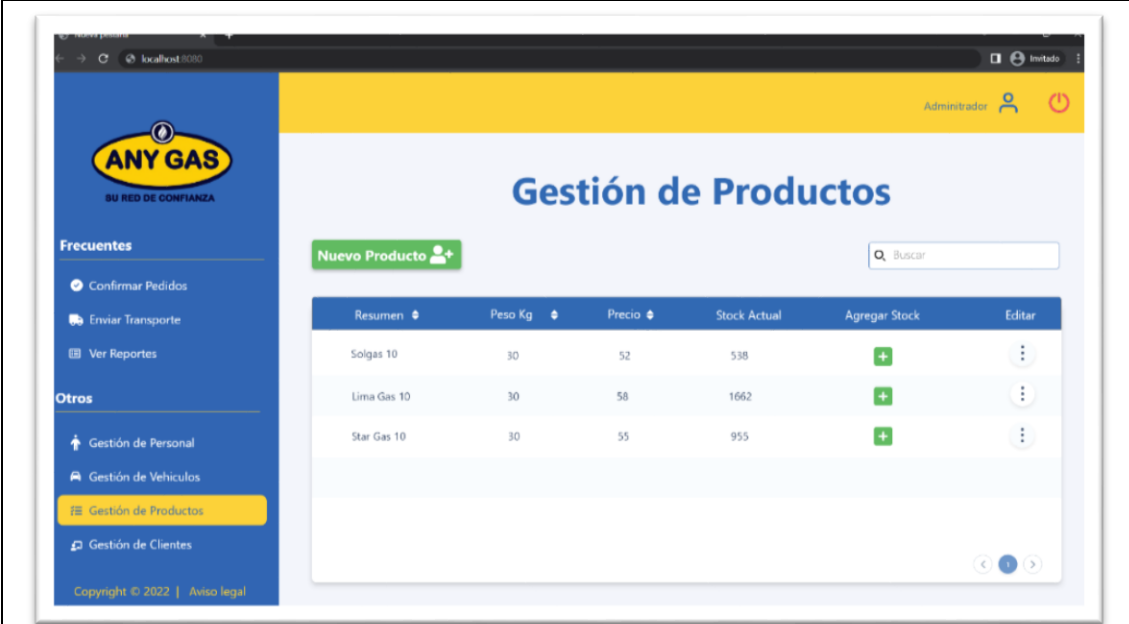 Nueva pestaña
localhost:8080
Invitado
Adminitrador
ANY GAS
SU RED DE CONFIANZA
Gestión de Productos
Frecuentes
Nuevo Producto
Buscar
Confirmar Pedidos
Enviar Transporte
Ver Reportes
Resumen Peso Kg Precio Stock Actual Agregar Stock Editar
Solgas 10 30 52 538
Lima Gas 10 30 58 1662
Star Gas 10 30 55 955
Otros
Gestión de Personal
Gestión de Vehiculos
Gestión de Productos
Gestión de Clientes
1
Copyright © 2022 | Aviso legal